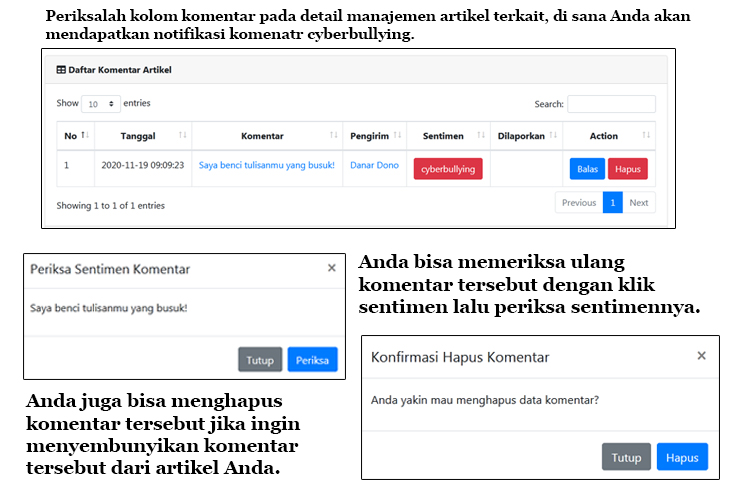 Periksalah kolom komentar pada detail manajemen artikel terkait, di sana Anda akan
mendapatkan notifikasi komenatr cyberbullying.
Daftar Komentar Artikel
Show 10 entries Search:
No Tanggal Komentar Pengirim Sentimen Dilaporkan Action
1 2020-11-19 09:09:23 Saya benci tulisanmu yang busuk! Danar Dono cyberbullying Balas Hapus
Showing 1 to 1 of 1 entries Previous 1 Next
Periksa Sentimen Komentar ×
Saya benci tulisanmu yang busuk!
Tutup Periksa
Anda bisa memeriksa ulang
komentar tersebut dengan klik
sentimen lalu periksa sentimennya.
Anda juga bisa menghapus
komentar tersebut jika ingin
menyembunyikan komentar
tersebut dari artikel Anda.
Konfirmasi Hapus Komentar ×
Anda yakin mau menghapus data komentar?
Tutup Hapus